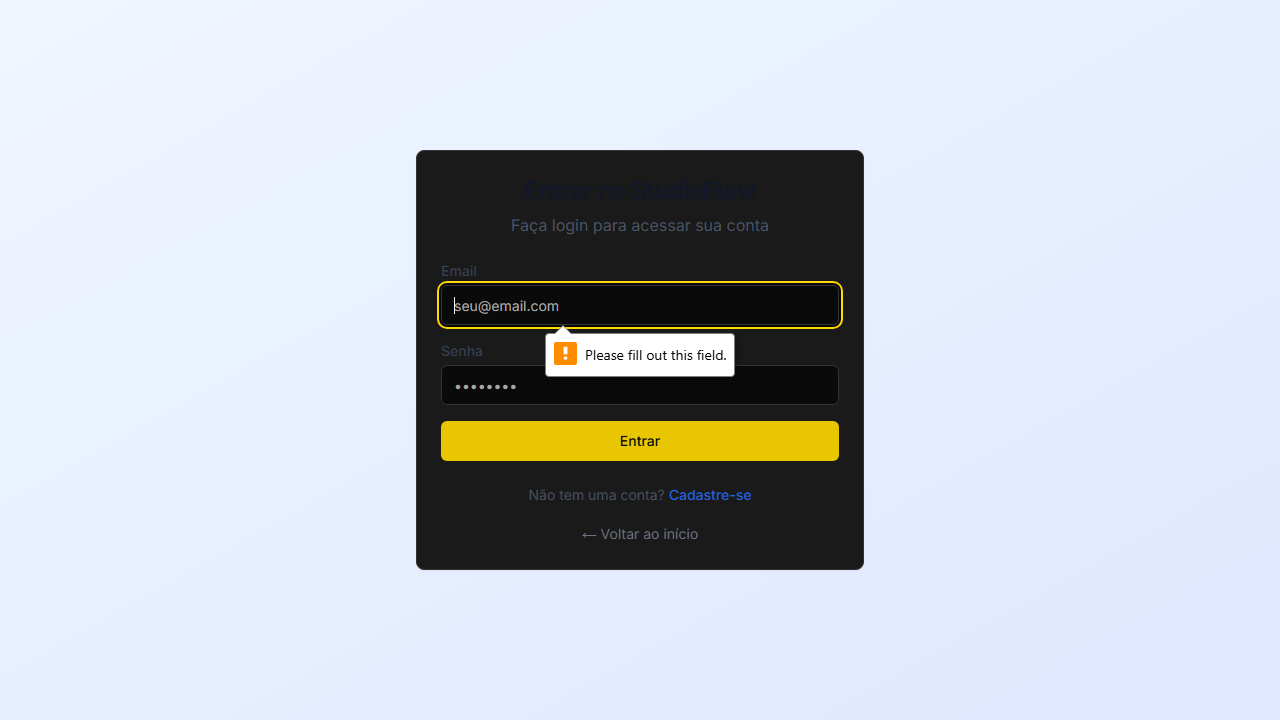 Entrar no StudioFlow
Faça login para acessar sua conta
Email
seu@email.com
Please fill out this field.
Senha
••••••••
Entrar
Não tem uma conta? Cadastre-se
← Voltar ao início